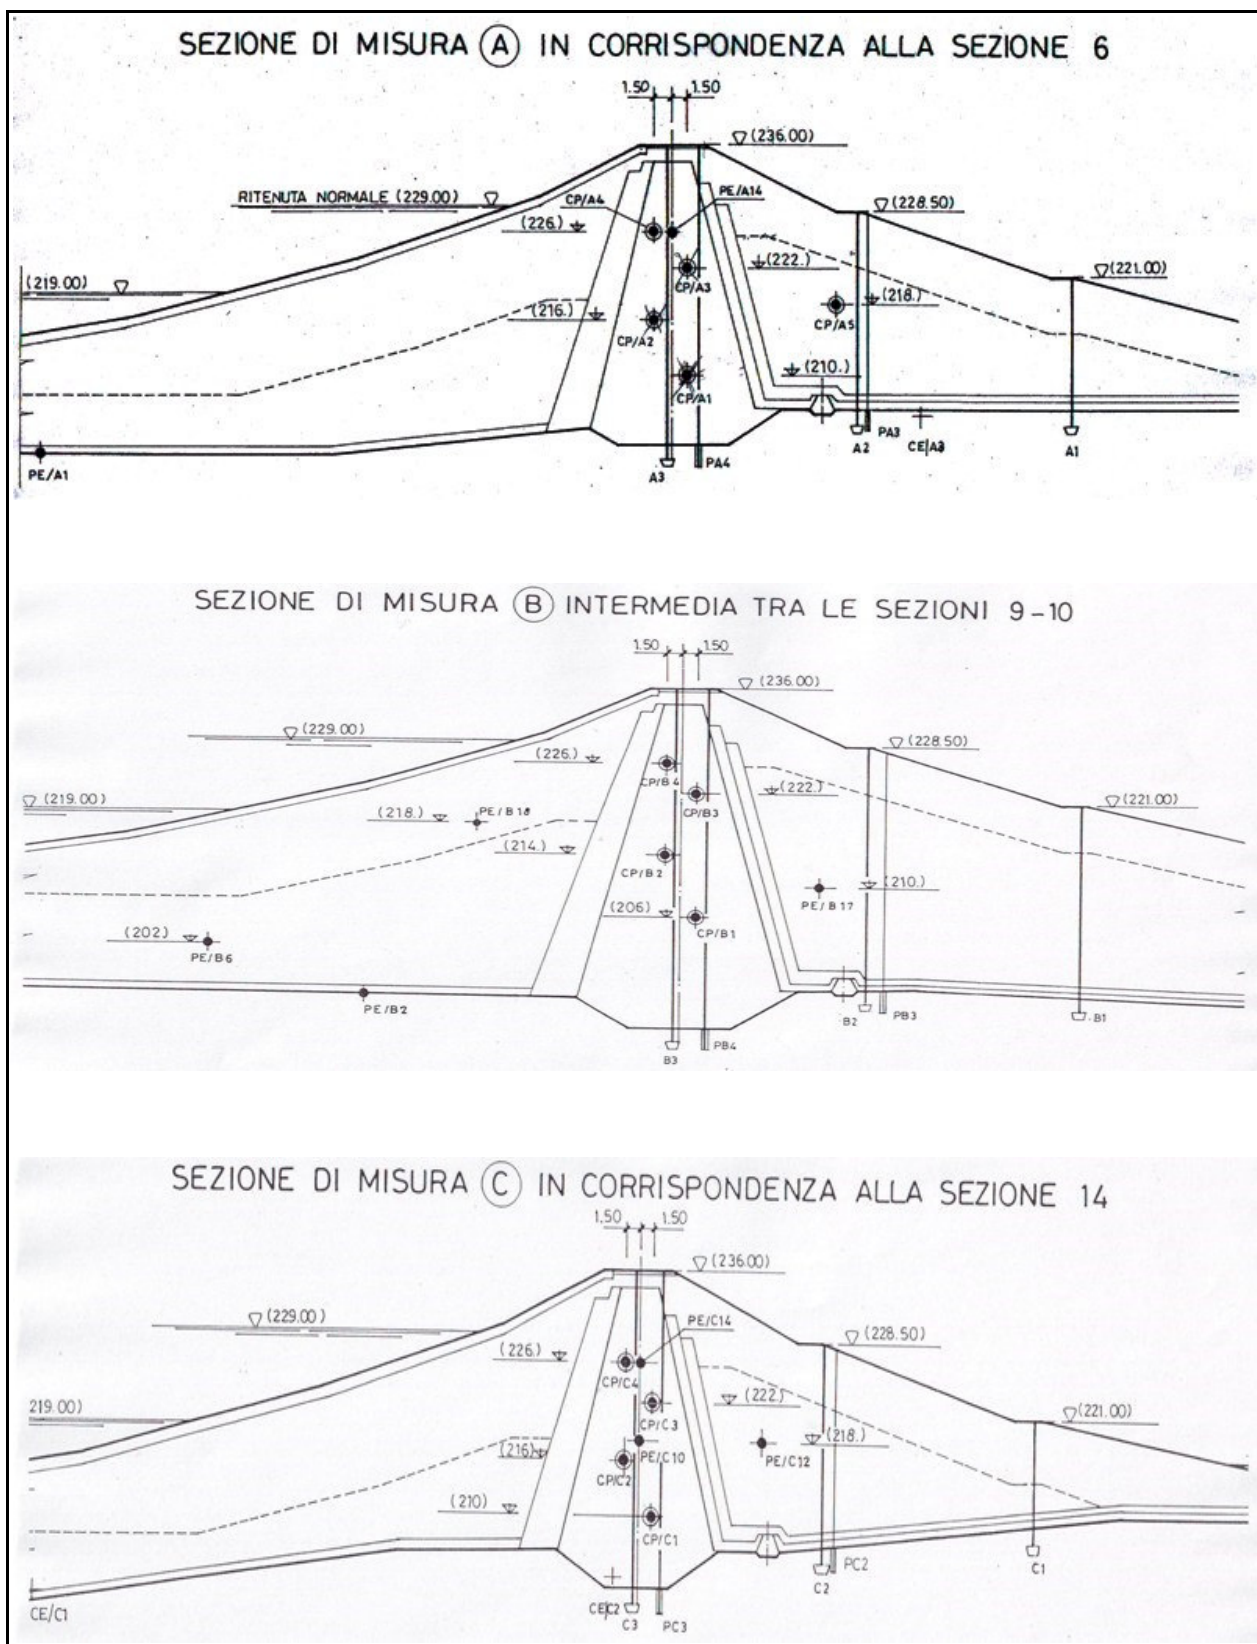 SEZIONE DI MISURA A IN CORRISPONDENZA ALLA SEZIONE 6
1.50 1.50
(236.00)
RITENUTA NORMALE (229.00)
CP/A4
PE/A14
(228.50)
(226.)
(222.)
(221.00)
(219.00)
CP/A3
(218.)
(216.)
CP/A2
CP/A5
(210.)
CP/A1
PE/A1
A3
PA4
A2
PA3
CE/A3
A1
SEZIONE DI MISURA B INTERMEDIA TRA LE SEZIONI 9-10
1.50 1.50
(236.00)
(229.00)
(228.50)
(226.)
CP/B4
(222.)
(219.00)
(221.00)
CP/B3
(218.)
PE/B18
(214.)
CP/B2
(210.)
PE/B17
(206)
CP/B1
(202.)
PE/B6
PE/B2
B3
PB4
B2
PB3
B1
SEZIONE DI MISURA C IN CORRISPONDENZA ALLA SEZIONE 14
1.50 1.50
(236.00)
(229.00)
PE/C14
(228.50)
(226.)
CP/C4
(222.)
219.00)
(221.00)
CP/C3
(218.)
(216)
PE/C10
PE/C12
CP/C2
(210)
CP/C1
CE/C1
CEC2
C3
PC3
C2
PC2
C1